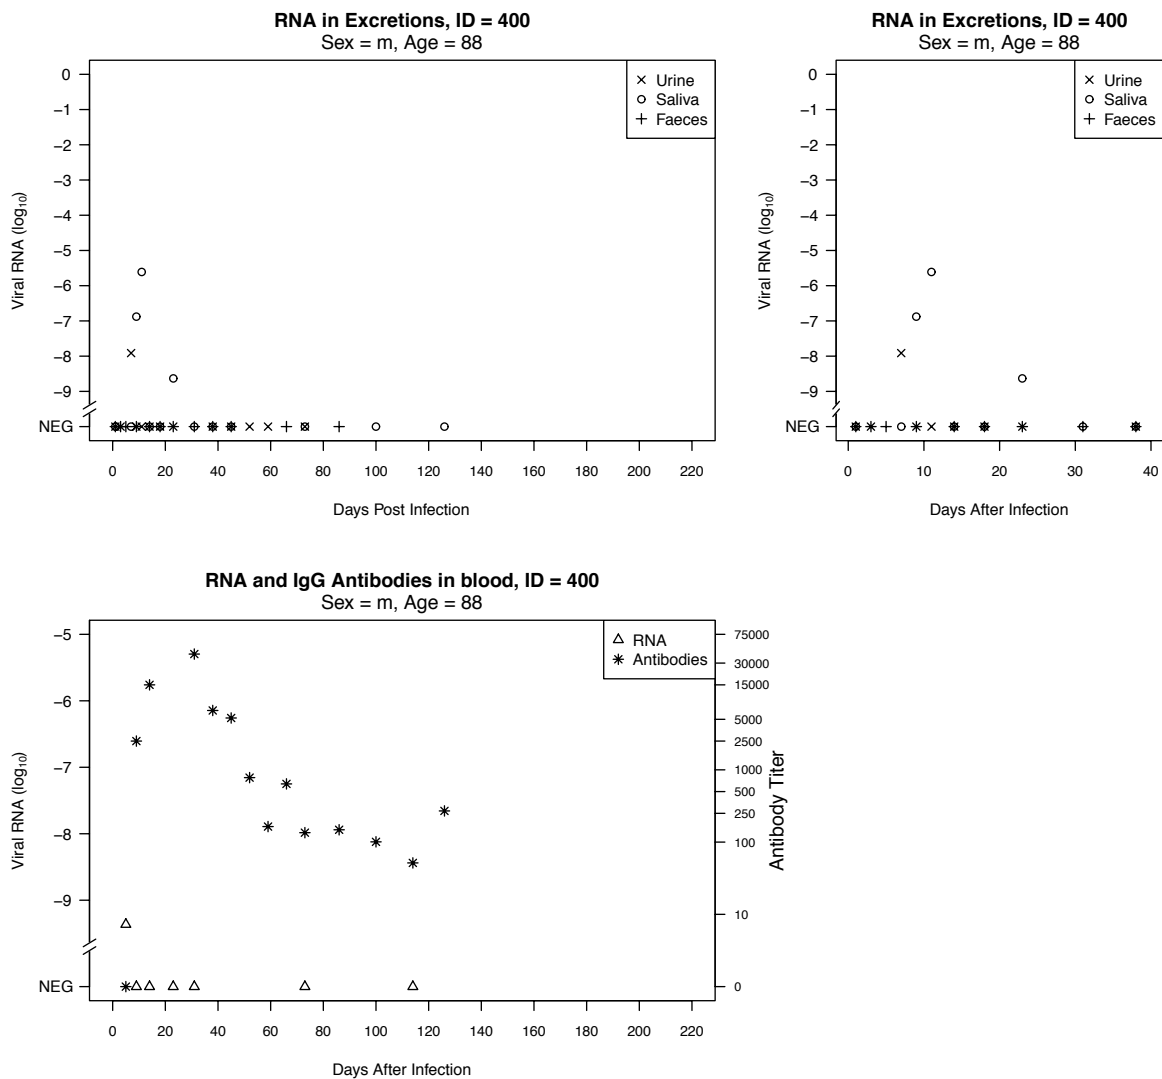 RNA in Excretions, ID = 400
Sex = m, Age = 88
Viral RNA (log10)
0
−1
−2
−3
−4
−5
−6
−7
−8
−9
NEG
Urine
Saliva
Faeces
0 20 40 60 80 100 120 140 160 180 200 220
Days Post Infection
RNA in Excretions, ID = 400
Sex = m, Age = 88
Viral RNA (log10)
0
−1
−2
−3
−4
−5
−6
−7
−8
−9
NEG
Urine
Saliva
Faeces
0 10 20 30 40
Days After Infection
RNA and IgG Antibodies in blood, ID = 400
Sex = m, Age = 88
Viral RNA (log10)
−5
−6
−7
−8
−9
NEG
RNA
Antibodies
75000
30000
15000
5000
2500
1000
500
250
100
10
0
Antibody Titer
0 20 40 60 80 100 120 140 160 180 200 220
Days After Infection